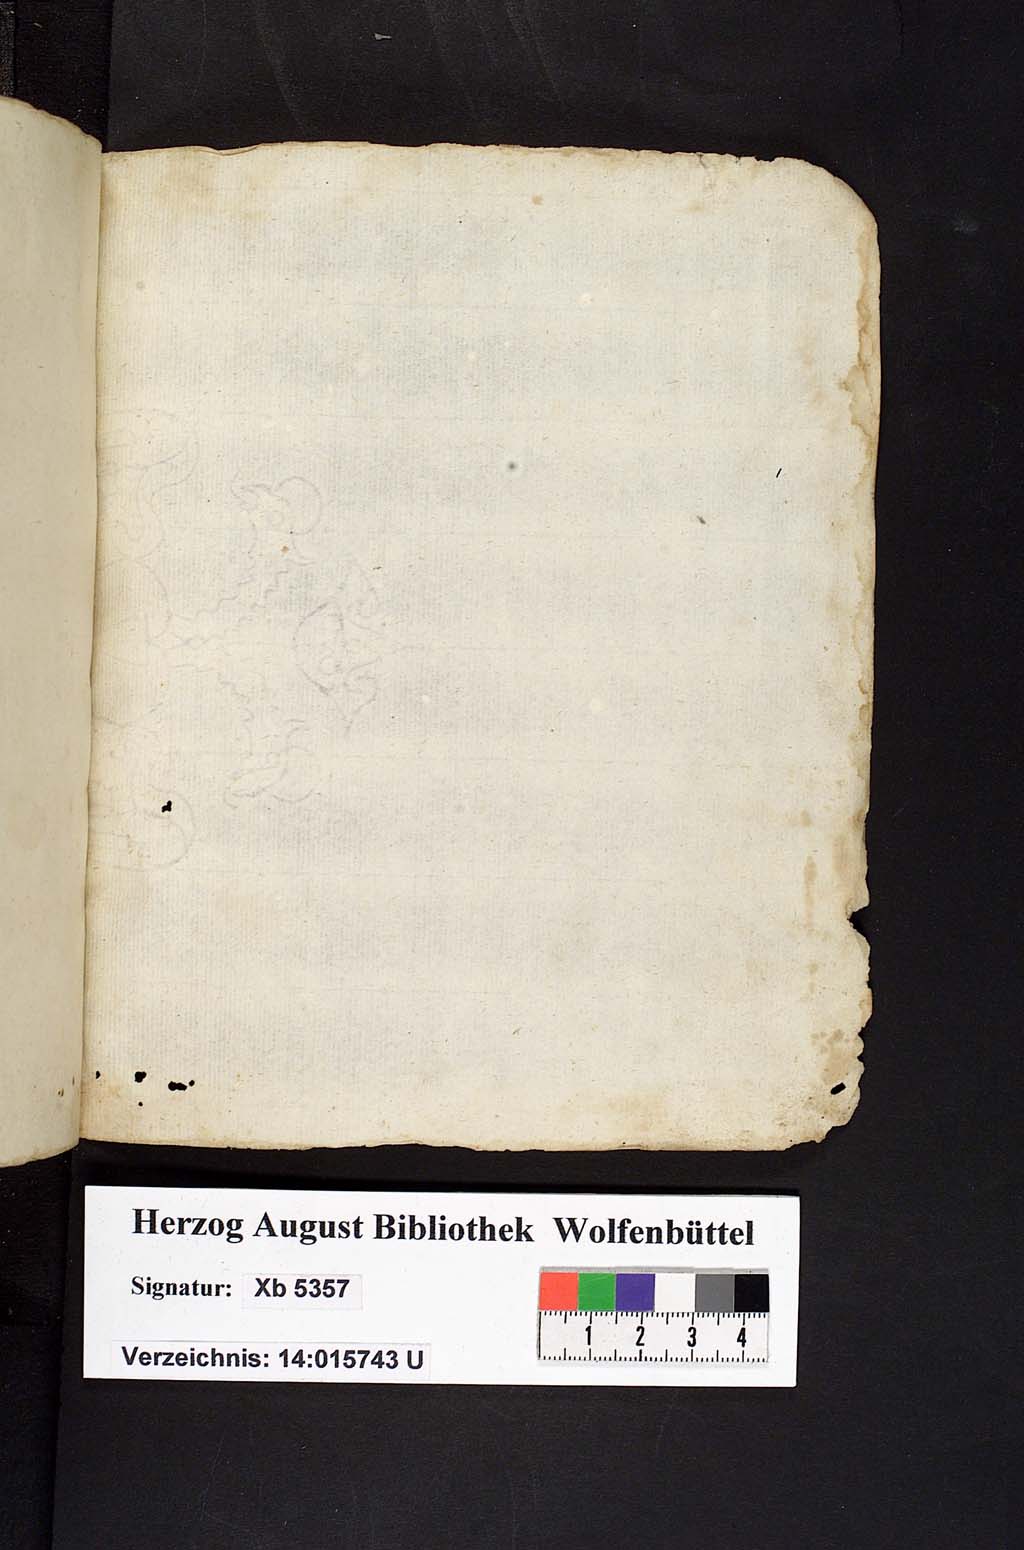 Herzog August Bibliothek Wolfenbüttel
Signatur: Xb 5357
Verzeichnis: 14:015743 U
1 2 3 4